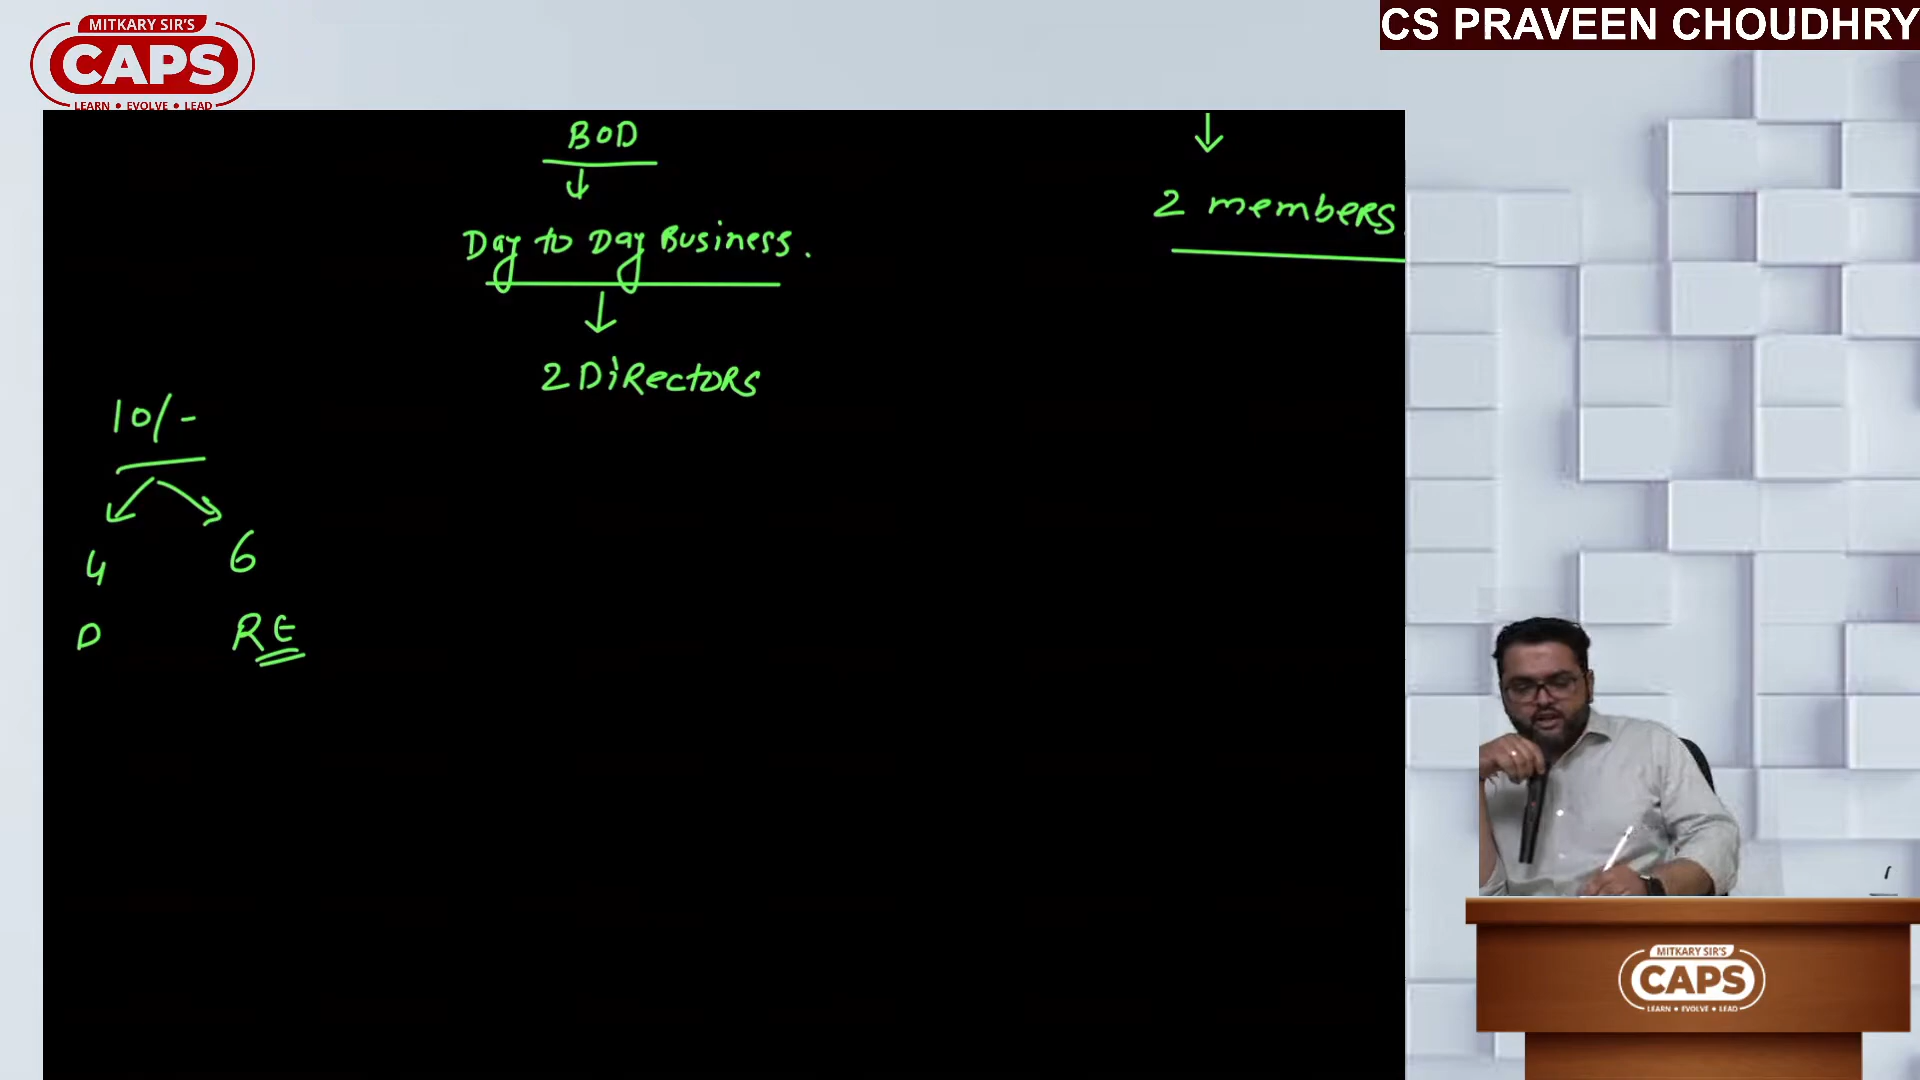 MITKARY SIR'S
CAPS
LEARN • EVOLVE • LEAD
CS PRAVEEN CHOUDHRY
BOD
Day to Day Business.
2 DiRectoRs
2 membeRs
10/-
4 6
D RE
MITKARY SIR'S
CAPS
LEARN • EVOLVE • LEAD